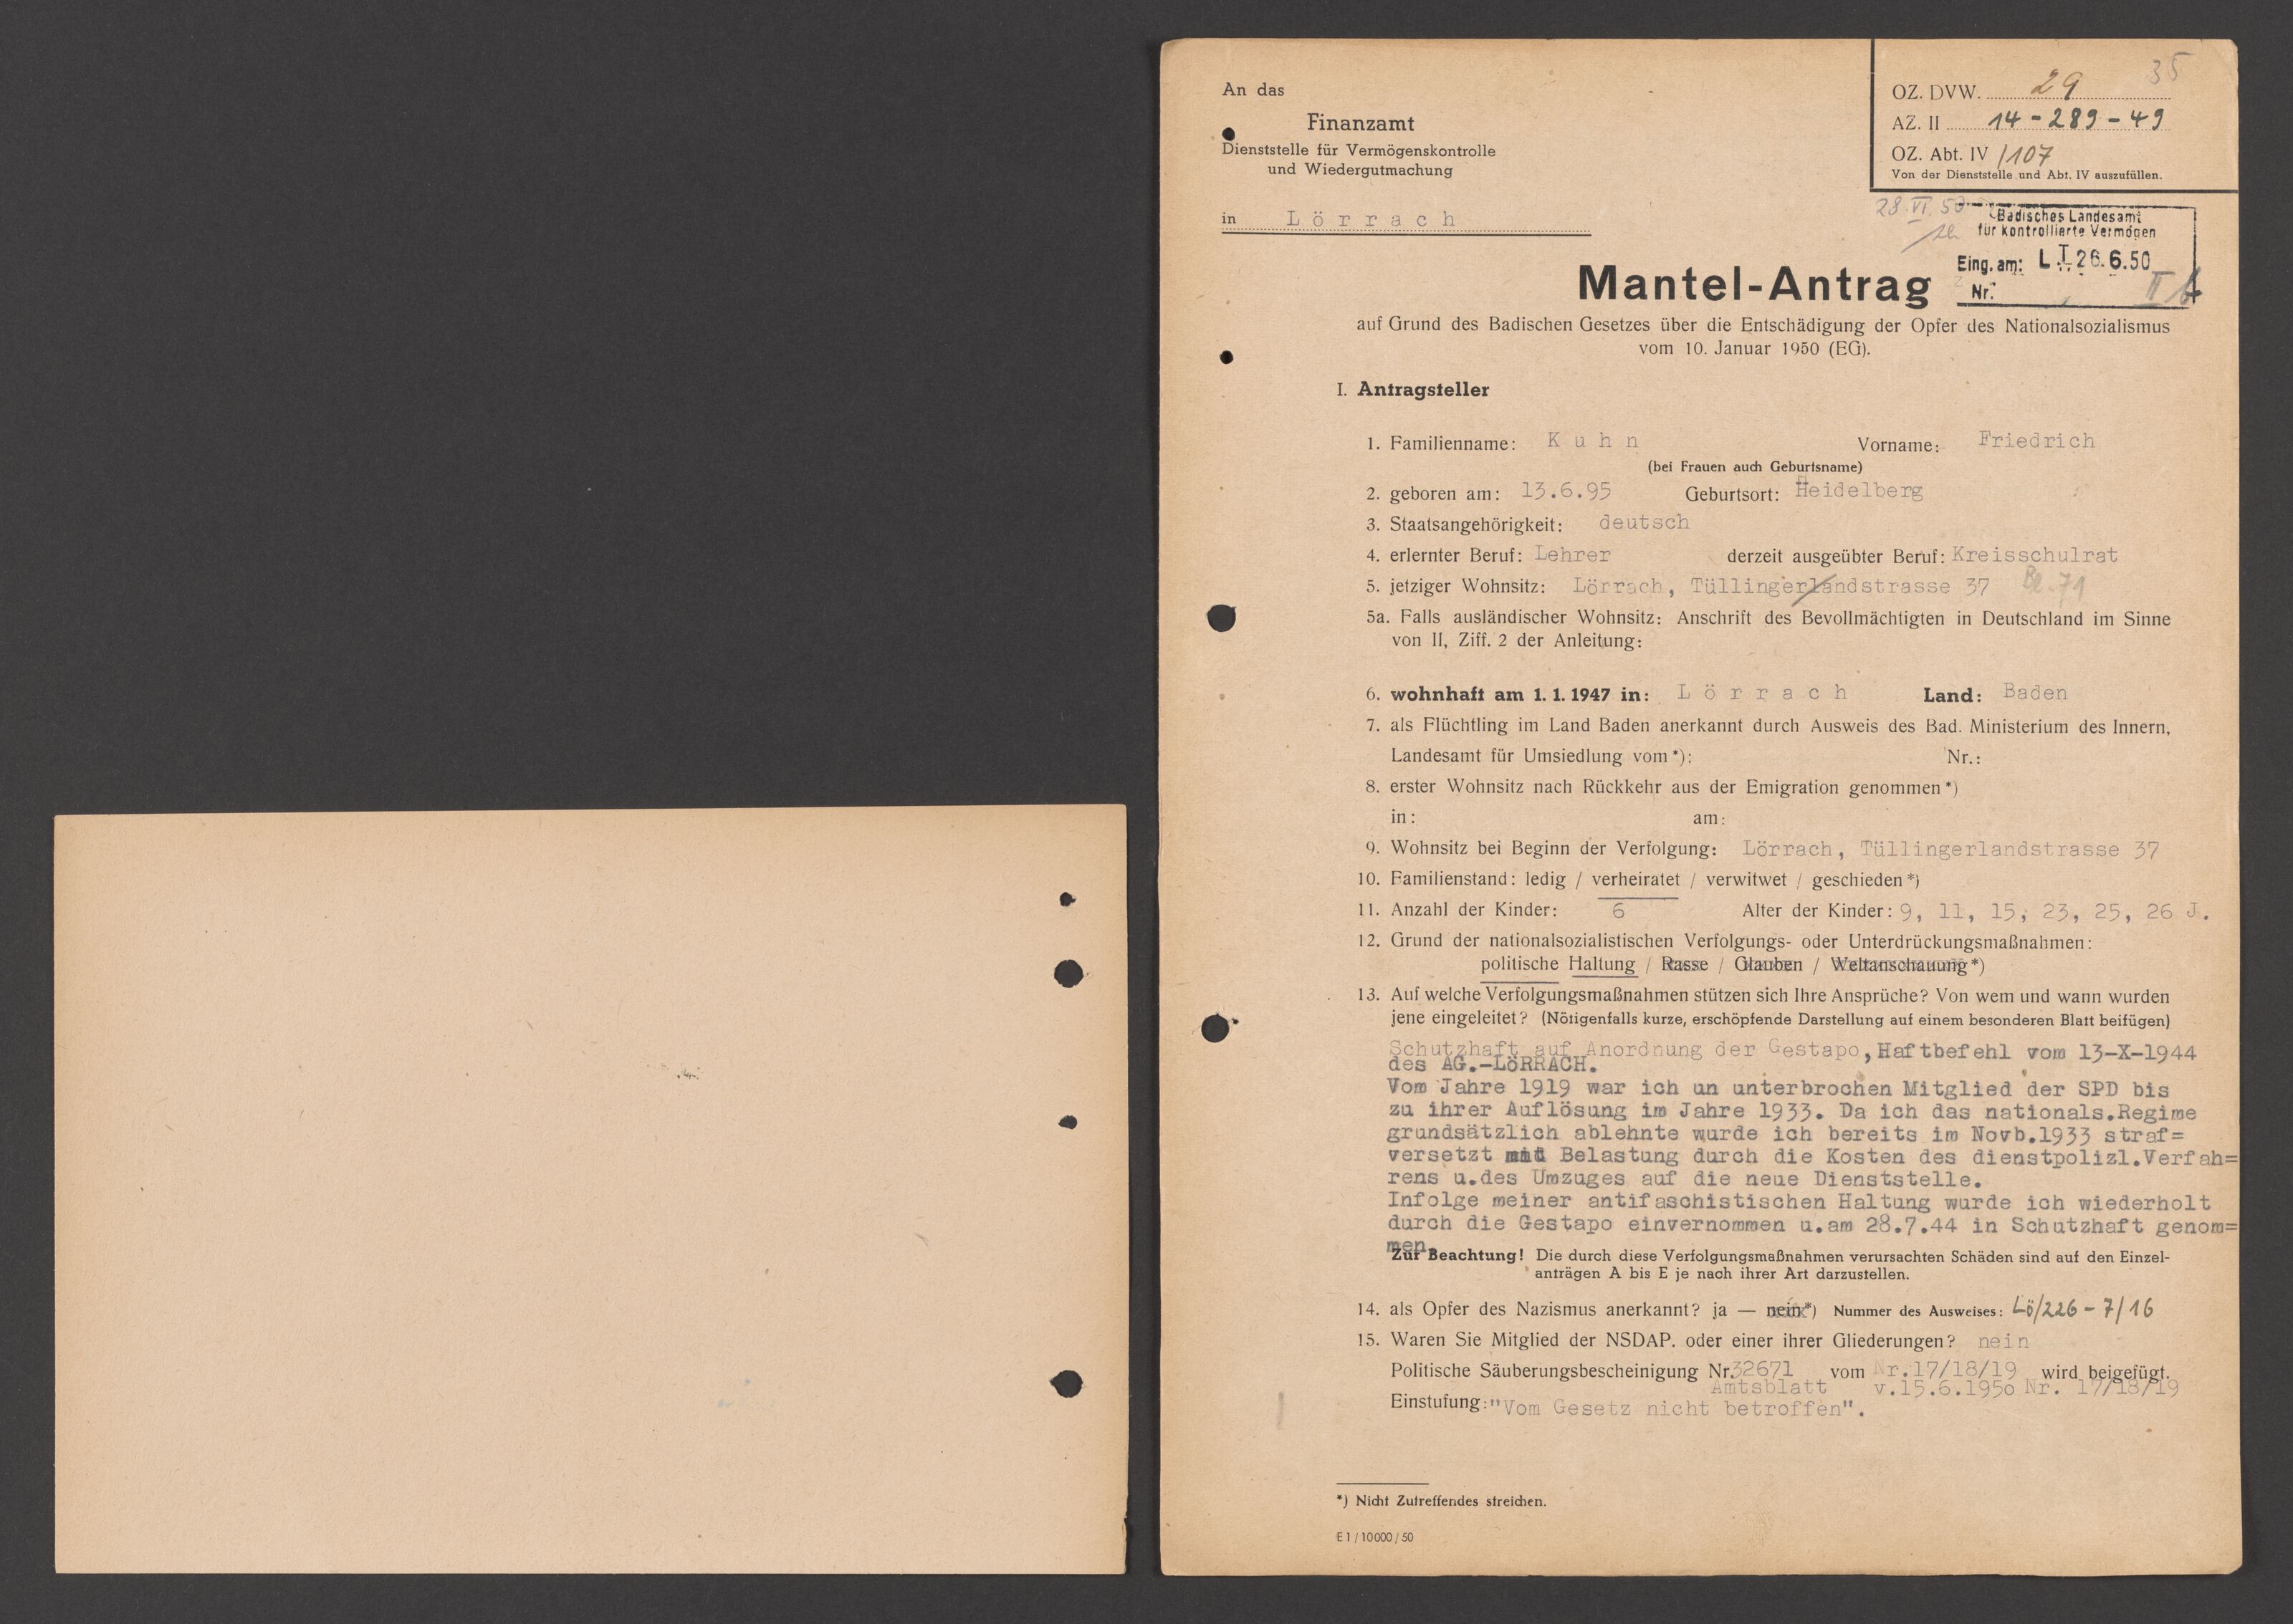 An das
Finanzamt
Dienststelle für Vermögenskontrolle
und Wiedergutmachung
in Lörrach
35
OZ. DVW. 29
AZ. II 14-289-49
OZ. Abt. IV /107
Von der Dienststelle und Abt. IV auszufüllen.
28.VI.50
Badisches Landesamt
für kontrollierte Vermögen
Eing. am: L.I. 26.6.50
Nr.
Mantel-Antrag
auf Grund des Badischen Gesetzes über die Entschädigung der Opfer des Nationalsozialismus
vom 10. Januar 1950 (EG).
I. Antragsteller
1. Familienname: Kuhn Vorname: Friedrich
(bei Frauen auch Geburtsname)
2. geboren am: 13.6.95 Geburtsort: Heidelberg
3. Staatsangehörigkeit: deutsch
4. erlernter Beruf: Lehrer derzeit ausgeübter Beruf: Kreisschulrat
5. jetziger Wohnsitz: Lörrach, Tüllingerlandstrasse 37 Bl. 71
5a. Falls ausländischer Wohnsitz: Anschrift des Bevollmächtigten in Deutschland im Sinne
von II, Ziff. 2 der Anleitung:
6. wohnhaft am 1. 1. 1947 in: Lörrach Land: Baden
7. als Flüchtling im Land Baden anerkannt durch Ausweis des Bad. Ministerium des Innern,
Landesamt für Umsiedlung vom *): Nr.:
8. erster Wohnsitz nach Rückkehr aus der Emigration genommen *)
in: am:
9. Wohnsitz bei Beginn der Verfolgung: Lörrach, Tüllingerlandstrasse 37
10. Familienstand: ledig / verheiratet / verwitwet / geschieden *)
11. Anzahl der Kinder: 6 Alter der Kinder: 9, 11, 15, 23, 25, 26 J.
12. Grund der nationalsozialistischen Verfolgungs- oder Unterdrückungsmaßnahmen:
politische Haltung / Rasse / Glauben / Weltanschauung *)
13. Auf welche Verfolgungsmaßnahmen stützen sich Ihre Ansprüche? Von wem und wann wurden
jene eingeleitet? (Nötigenfalls kurze, erschöpfende Darstellung auf einem besonderen Blatt beifügen)
Schutzhaft auf Anordnung der Gestapo, Haftbefehl vom 13-X-1944
des AG.-LÖRRACH.
Vom Jahre 1919 war ich un unterbrochen Mitglied der SPD bis
zu ihrer Auflösung im Jahre 1933. Da ich das nationals.Regime
grundsätzlich ablehnte wurde ich bereits im Novb.1933 straf=
versetzt mit Belastung durch die Kosten des dienstpolizl.Verfah=
rens u.des Umzuges auf die neue Dienststelle.
Infolge meiner antifaschistischen Haltung wurde ich wiederholt
durch die Gestapo einvernommen u.am 28.7.44 in Schutzhaft genom=
men.
Zur Beachtung! Die durch diese Verfolgungsmaßnahmen verursachten Schäden sind auf den Einzel-
anträgen A bis E je nach ihrer Art darzustellen.
14. als Opfer des Nazismus anerkannt? ja — nein *) Nummer des Ausweises: Lö/226-7/16
15. Waren Sie Mitglied der NSDAP. oder einer ihrer Gliederungen? nein
Politische Säuberungsbescheinigung Nr. 32671 vom Nr.17/18/19 wird beigefügt.
Amtsblatt v.15.6.1950 Nr. 17/18/19
Einstufung: "Vom Gesetz nicht betroffen".
*) Nicht Zutreffendes streichen.
E 1 / 10000 / 50